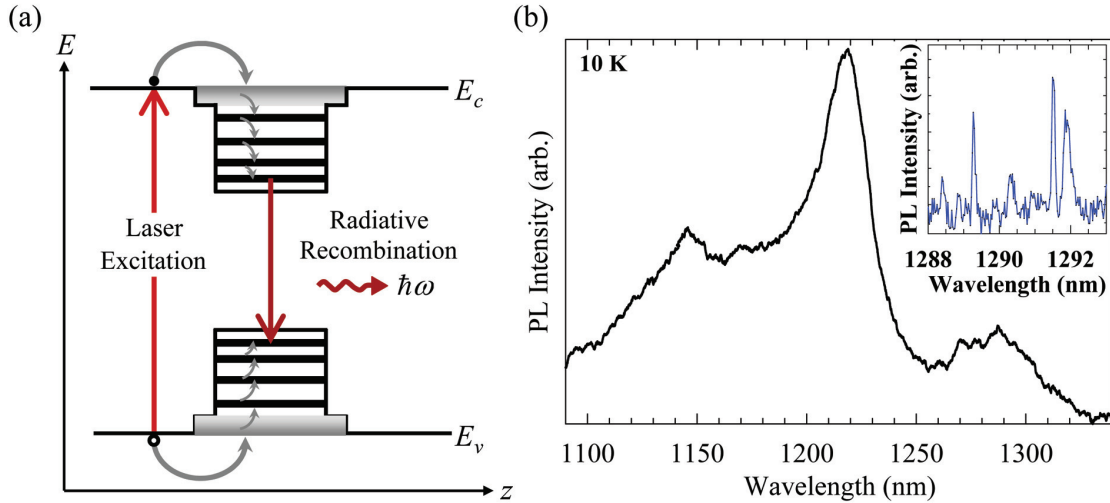 (a)
E
E_c
Laser
Excitation
Radiative
Recombination
ħω
E_v
z
(b)
10 K
PL Intensity (arb.)
1100 1150 1200 1250 1300
Wavelength (nm)
PL Intensity (arb.)
1288 1290 1292
Wavelength (nm)